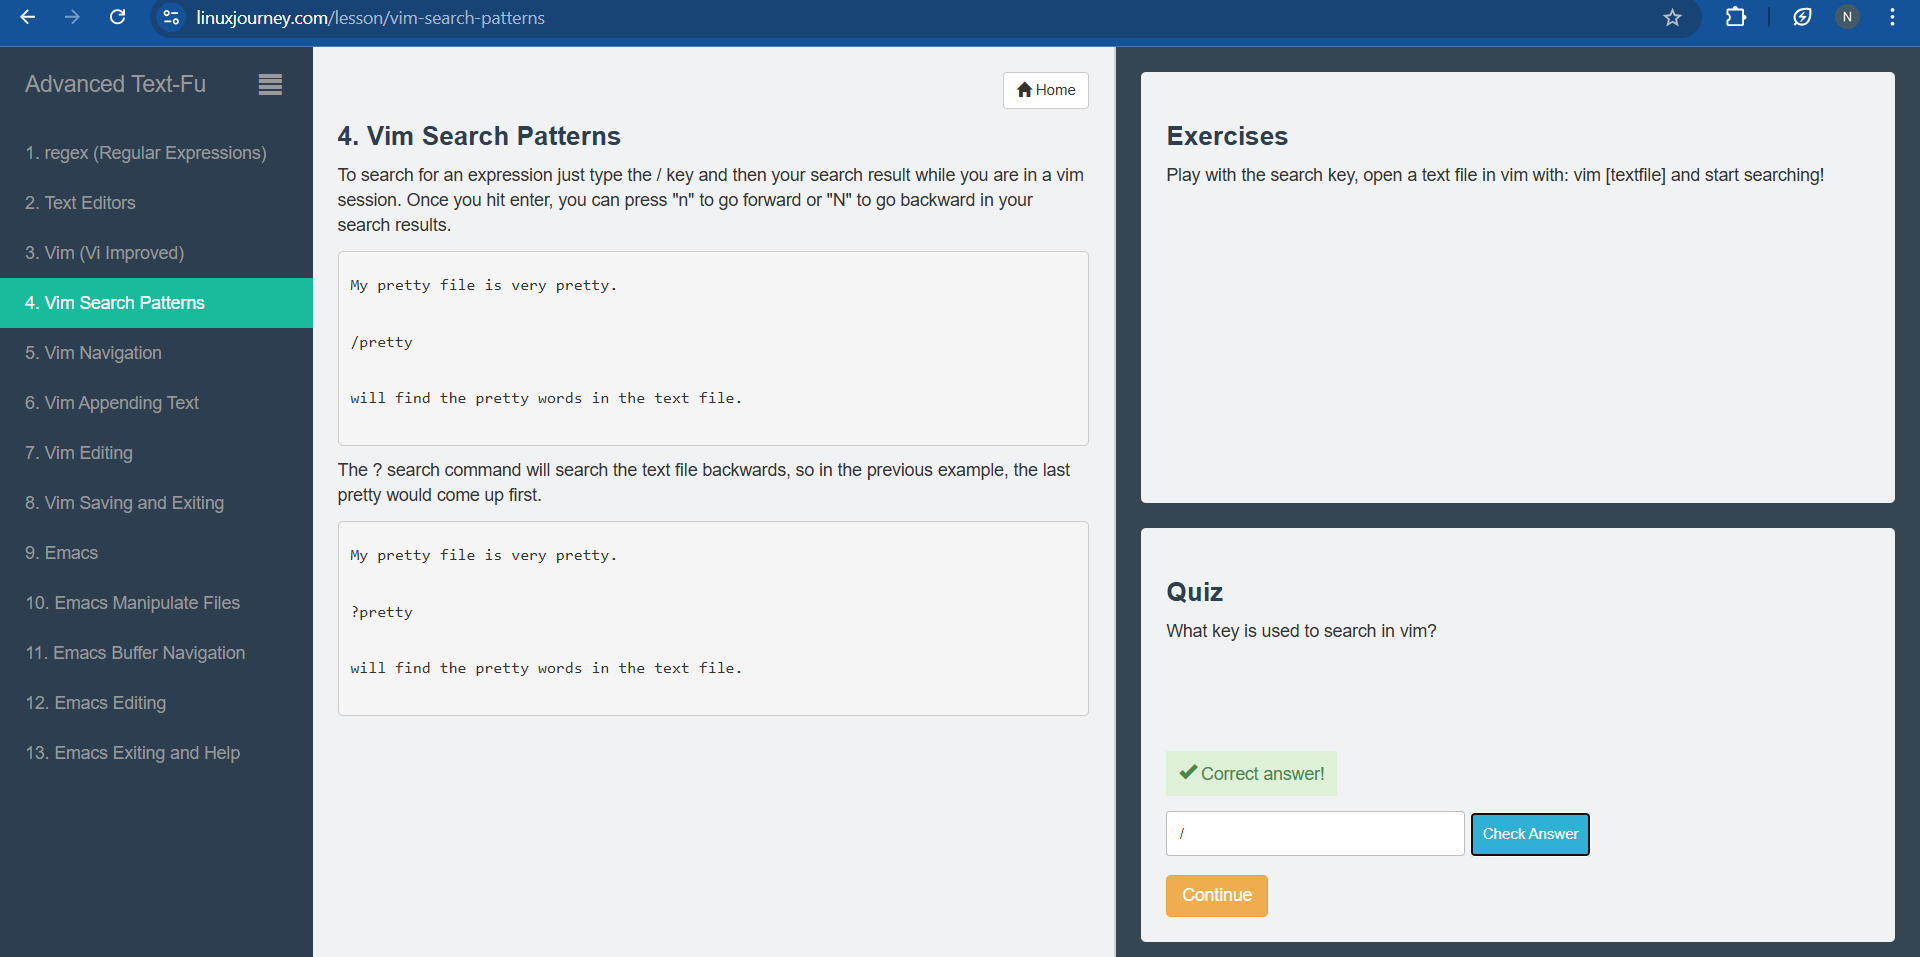 linuxjourney.com/lesson/vim-search-patterns
N
Advanced Text-Fu
1. regex (Regular Expressions)
2. Text Editors
3. Vim (Vi Improved)
4. Vim Search Patterns
5. Vim Navigation
6. Vim Appending Text
7. Vim Editing
8. Vim Saving and Exiting
9. Emacs
10. Emacs Manipulate Files
11. Emacs Buffer Navigation
12. Emacs Editing
13. Emacs Exiting and Help
Home
4. Vim Search Patterns
To search for an expression just type the / key and then your search result while you are in a vim
session. Once you hit enter, you can press "n" to go forward or "N" to go backward in your
search results.
My pretty file is very pretty.
/pretty
will find the pretty words in the text file.
The ? search command will search the text file backwards, so in the previous example, the last
pretty would come up first.
My pretty file is very pretty.
?pretty
will find the pretty words in the text file.
Exercises
Play with the search key, open a text file in vim with: vim [textfile] and start searching!
Quiz
What key is used to search in vim?
Correct answer!
/
Check Answer
Continue